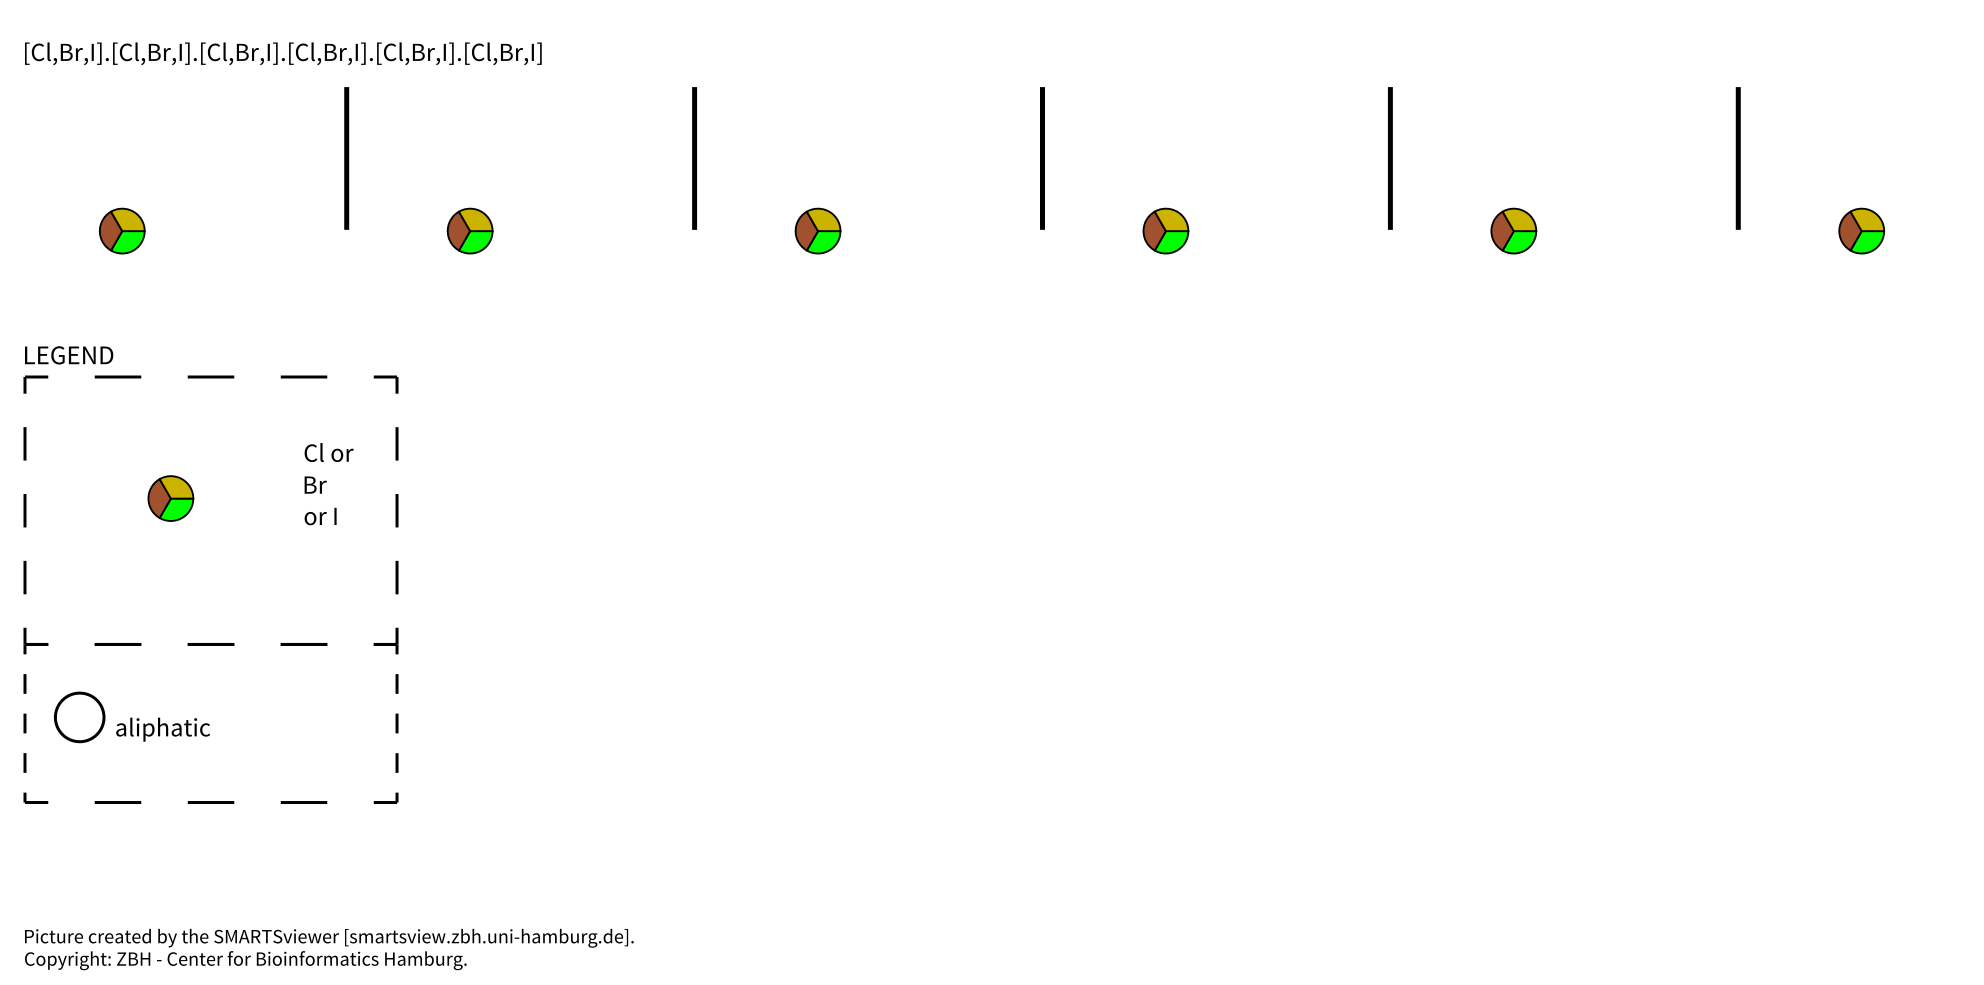 [Cl,Br,I].[Cl,Br,I].[Cl,Br,I].[Cl,Br,I].[Cl,Br,I].[Cl,Br,I]
LEGEND
Cl or
Br
or I
aliphatic
Picture created by the SMARTSviewer [smartsview.zbh.uni-hamburg.de].
Copyright: ZBH - Center for Bioinformatics Hamburg.